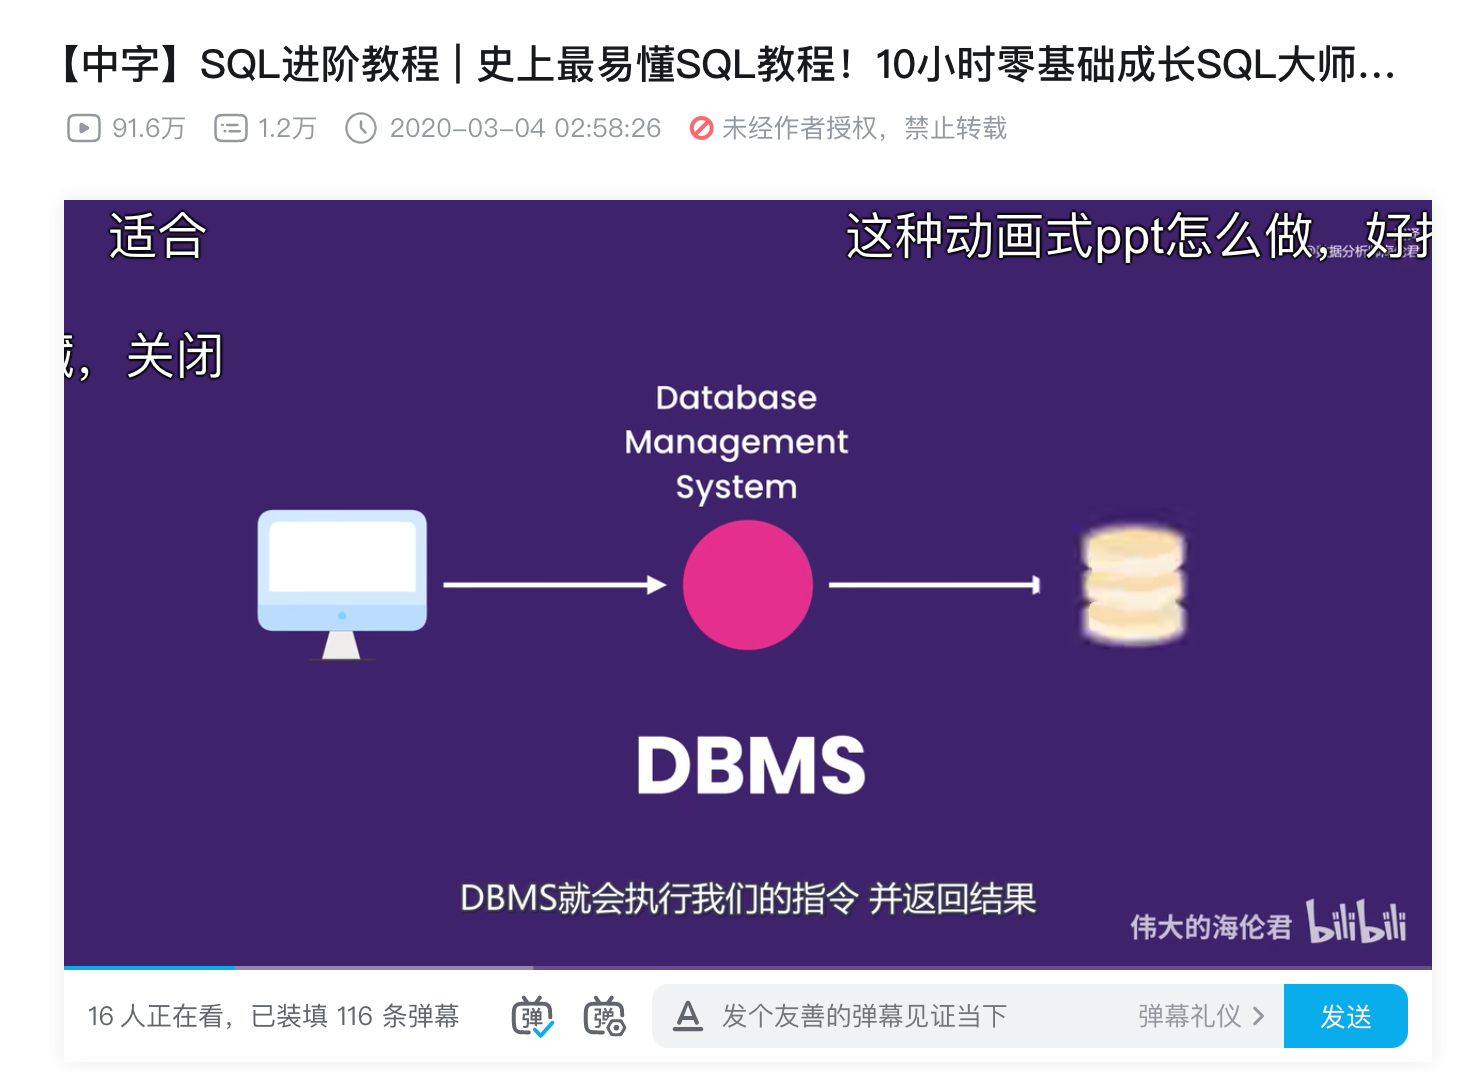 【中字】SQL进阶教程 | 史上最易懂SQL教程！10小时零基础成长SQL大师...
91.6万 1.2万 2020-03-04 02:58:26 未经作者授权，禁止转载
适合 这种动画式ppt怎么做，好
，关闭
Database
Management
System
DBMS
DBMS就会执行我们的指令 并返回结果
伟大的海伦君 bilibili
16 人正在看，已装填 116 条弹幕 弹 弹 A 发个友善的弹幕见证当下 弹幕礼仪 > 发送